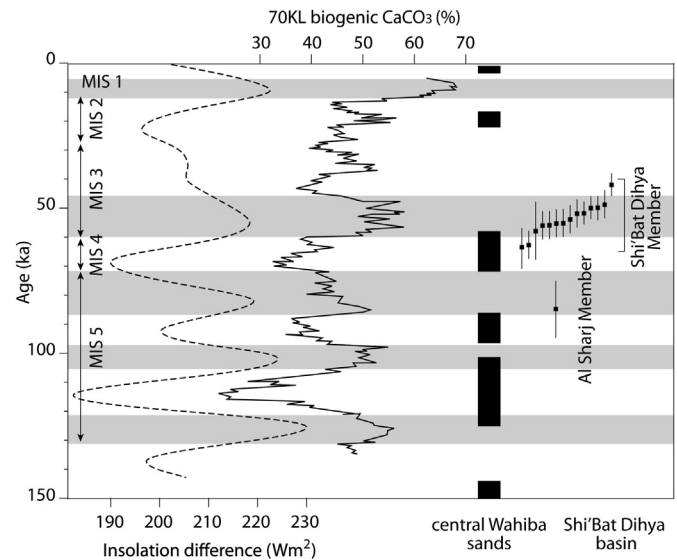 70KL biogenic CaCO₃ (%)
30 40 50 60 70
0
50
100
150
Age (ka)
MIS 1
MIS 2
MIS 3
MIS 4
MIS 5
Shi’Bat Dihya
Member
Al Sharj Member
190 200 210 220 230
Insolation difference (Wm²)
central Wahiba
sands
Shi’Bat Dihya
basin